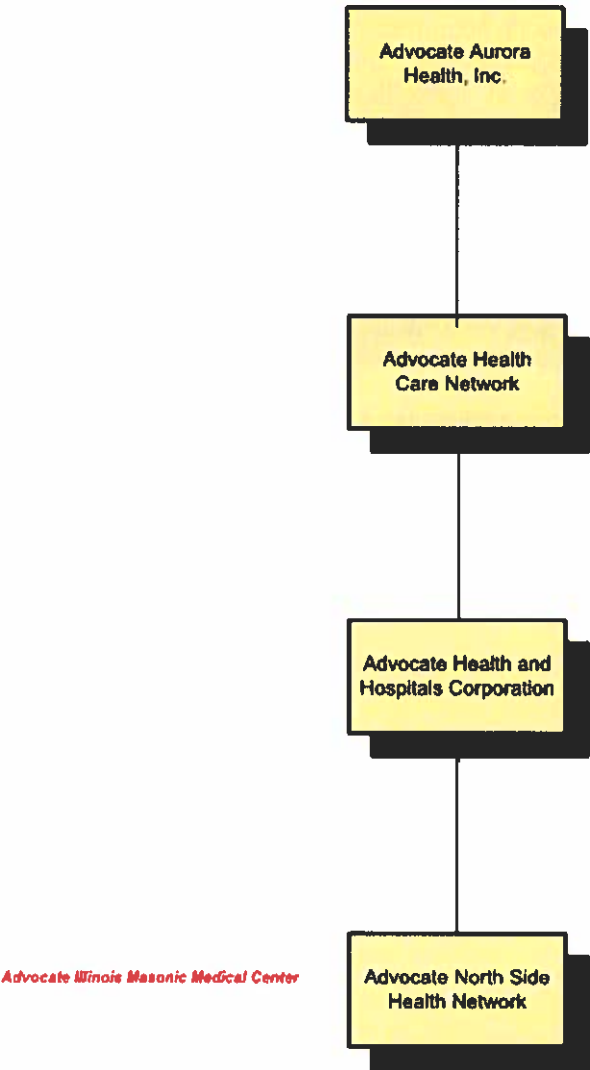 Advocate Aurora
Health, Inc.
Advocate Health
Care Network
Advocate Health and
Hospitals Corporation
Advocate Illinois Masonic Medical Center
Advocate North Side
Health Network